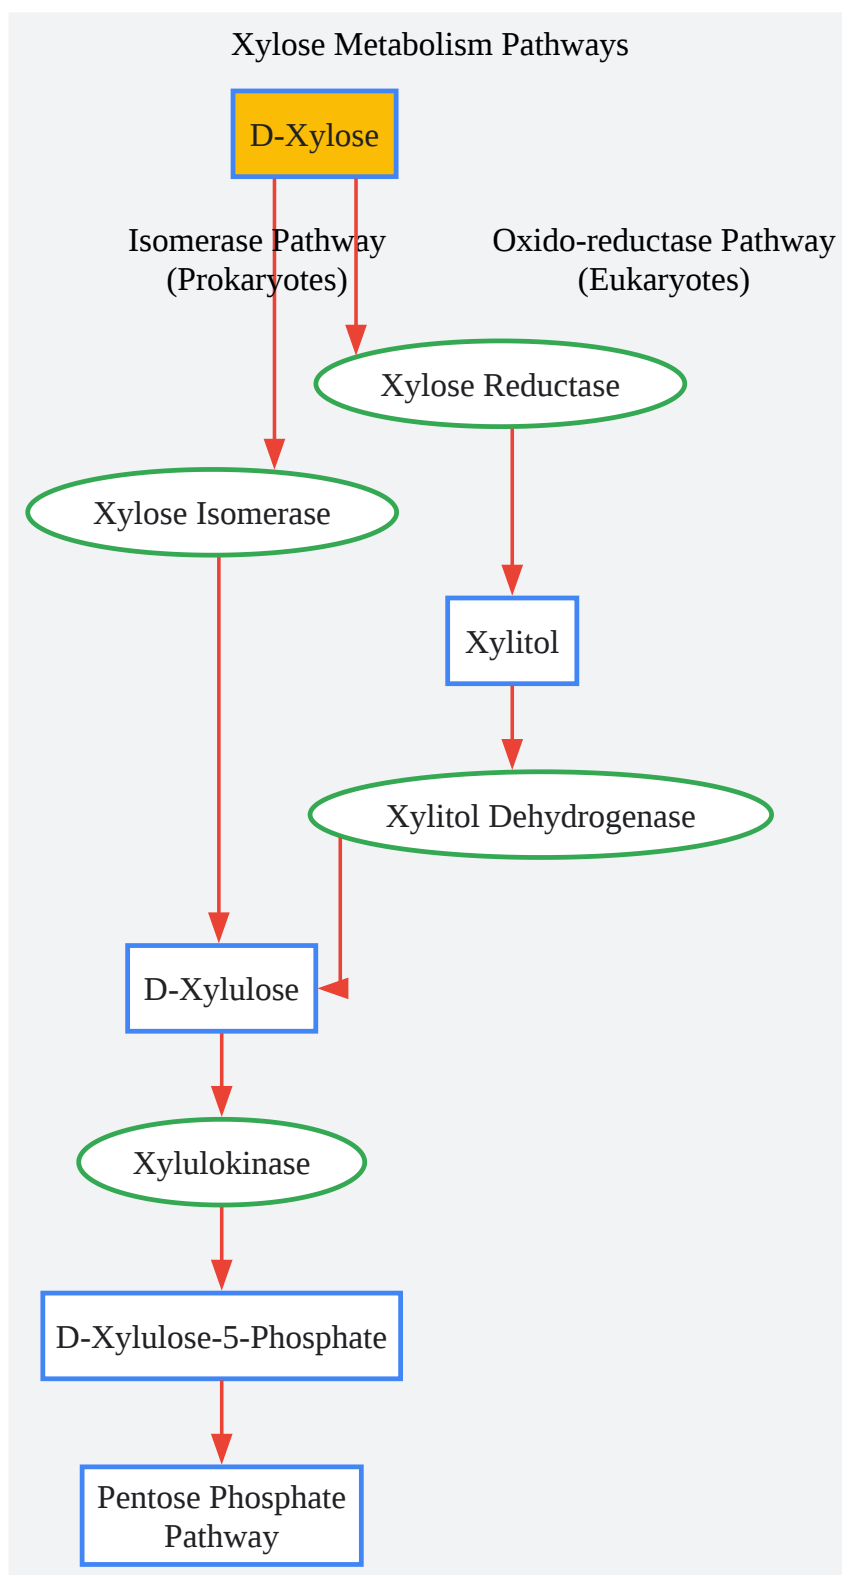 Xylose Metabolism Pathways
D-Xylose
Isomerase Pathway
(Prokaryotes)
Oxido-reductase Pathway
(Eukaryotes)
Xylose Reductase
Xylose Isomerase
Xylitol
Xylitol Dehydrogenase
D-Xylulose
Xylulokinase
D-Xylulose-5-Phosphate
Pentose Phosphate
Pathway